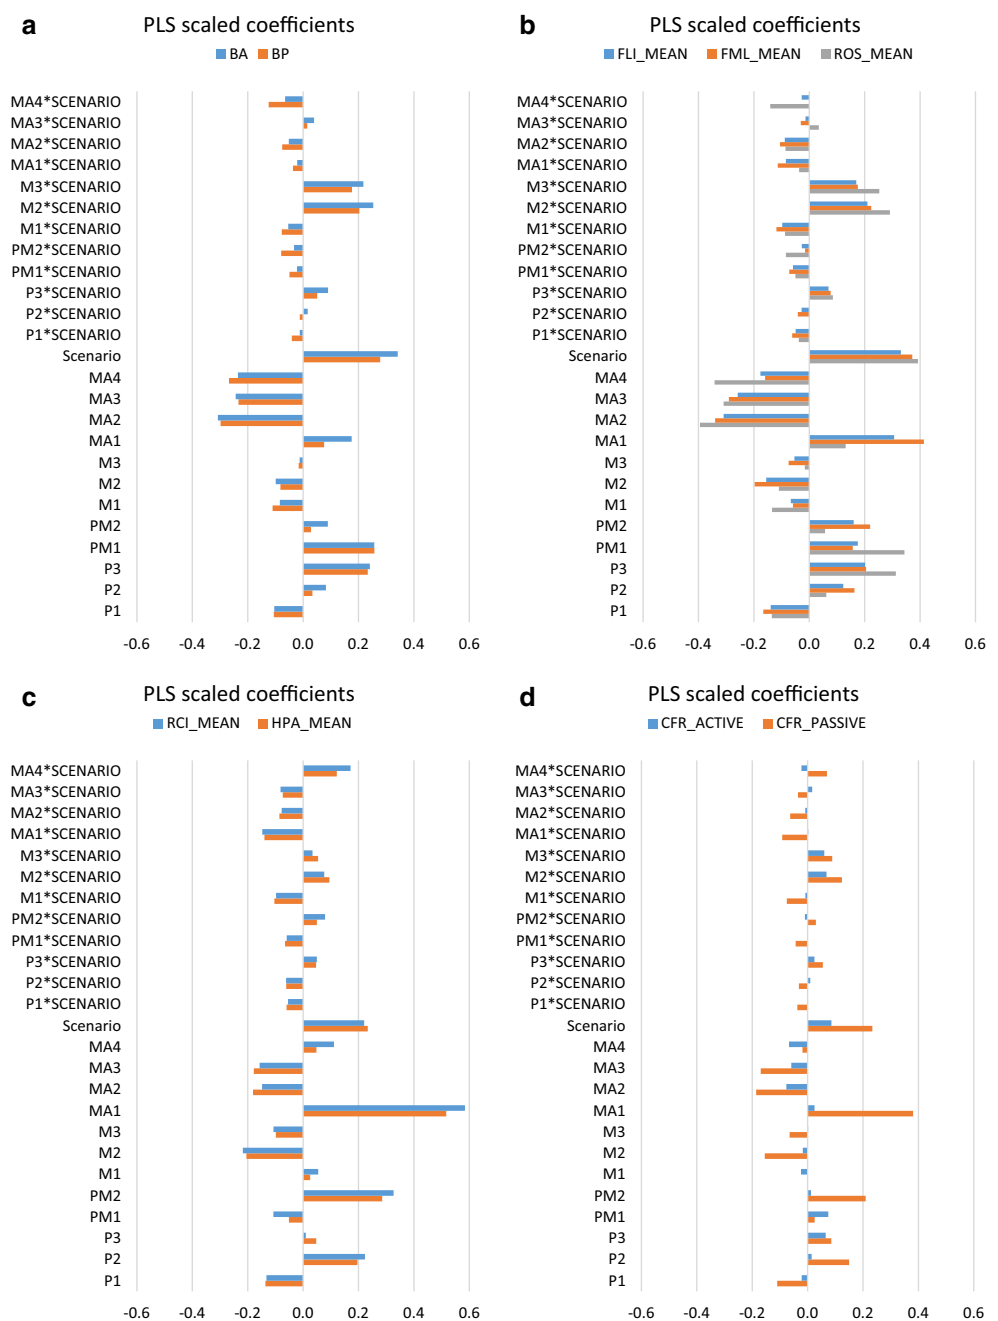 a
PLS scaled coefficients
BA BP
MA4*SCENARIO
MA3*SCENARIO
MA2*SCENARIO
MA1*SCENARIO
M3*SCENARIO
M2*SCENARIO
M1*SCENARIO
PM2*SCENARIO
PM1*SCENARIO
P3*SCENARIO
P2*SCENARIO
P1*SCENARIO
Scenario
MA4
MA3
MA2
MA1
M3
M2
M1
PM2
PM1
P3
P2
P1
-0.6 -0.4 -0.2 0.0 0.2 0.4 0.6
b
PLS scaled coefficients
FLI_MEAN FML_MEAN ROS_MEAN
MA4*SCENARIO
MA3*SCENARIO
MA2*SCENARIO
MA1*SCENARIO
M3*SCENARIO
M2*SCENARIO
M1*SCENARIO
PM2*SCENARIO
PM1*SCENARIO
P3*SCENARIO
P2*SCENARIO
P1*SCENARIO
Scenario
MA4
MA3
MA2
MA1
M3
M2
M1
PM2
PM1
P3
P2
P1
-0.6 -0.4 -0.2 0.0 0.2 0.4 0.6
c
PLS scaled coefficients
RCI_MEAN HPA_MEAN
MA4*SCENARIO
MA3*SCENARIO
MA2*SCENARIO
MA1*SCENARIO
M3*SCENARIO
M2*SCENARIO
M1*SCENARIO
PM2*SCENARIO
PM1*SCENARIO
P3*SCENARIO
P2*SCENARIO
P1*SCENARIO
Scenario
MA4
MA3
MA2
MA1
M3
M2
M1
PM2
PM1
P3
P2
P1
-0.6 -0.4 -0.2 0.0 0.2 0.4 0.6
d
PLS scaled coefficients
CFR_ACTIVE CFR_PASSIVE
MA4*SCENARIO
MA3*SCENARIO
MA2*SCENARIO
MA1*SCENARIO
M3*SCENARIO
M2*SCENARIO
M1*SCENARIO
PM2*SCENARIO
PM1*SCENARIO
P3*SCENARIO
P2*SCENARIO
P1*SCENARIO
Scenario
MA4
MA3
MA2
MA1
M3
M2
M1
PM2
PM1
P3
P2
P1
-0.6 -0.4 -0.2 0.0 0.2 0.4 0.6